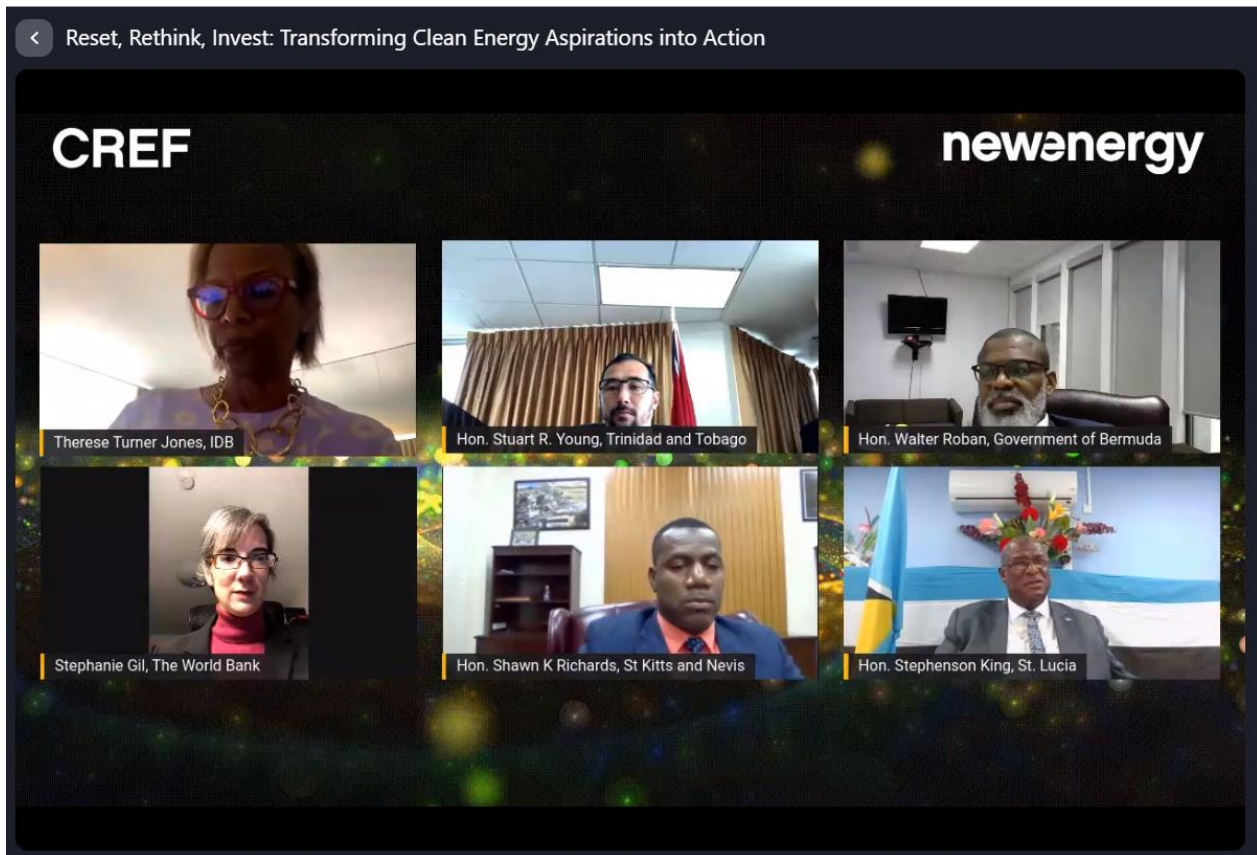 Reset, Rethink, Invest: Transforming Clean Energy Aspirations into Action
CREF
newenergy
Therese Turner Jones, IDB
Hon. Stuart R. Young, Trinidad and Tobago
Hon. Walter Roban, Government of Bermuda
Stephanie Gil, The World Bank
Hon. Shawn K Richards, St Kitts and Nevis
Hon. Stephenson King, St. Lucia